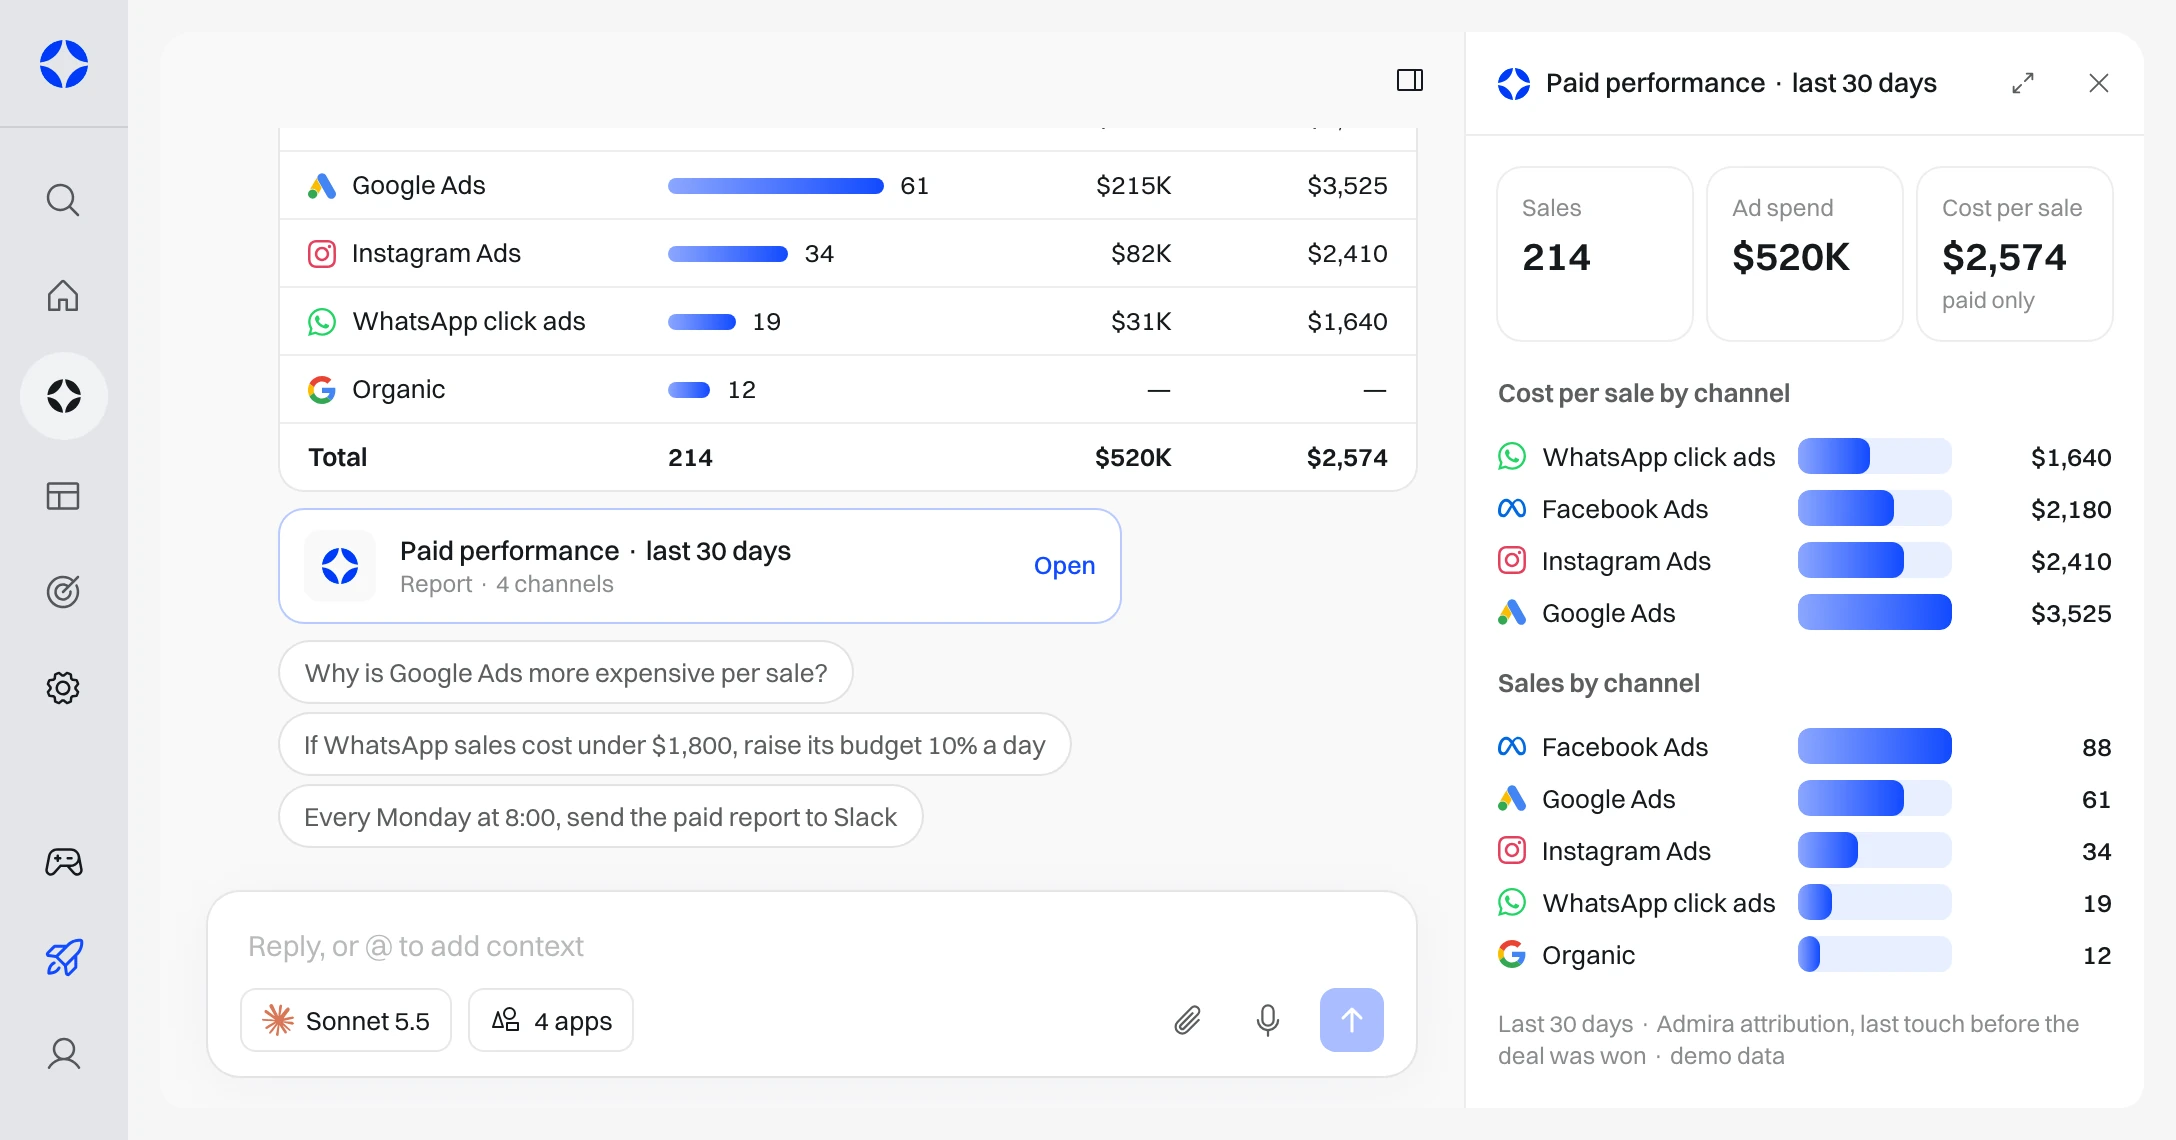 Google Ads 61 $215K $3,525
Instagram Ads 34 $82K $2,410
WhatsApp click ads 19 $31K $1,640
Organic 12 — —
Total 214 $520K $2,574
Paid performance · last 30 days
Report · 4 channels
Open
Why is Google Ads more expensive per sale?
If WhatsApp sales cost under $1,800, raise its budget 10% a day
Every Monday at 8:00, send the paid report to Slack
Reply, or @ to add context
Sonnet 5.5
4 apps
Paid performance · last 30 days
Sales
214
Ad spend
$520K
Cost per sale
$2,574
paid only
Cost per sale by channel
WhatsApp click ads $1,640
Facebook Ads $2,180
Instagram Ads $2,410
Google Ads $3,525
Sales by channel
Facebook Ads 88
Google Ads 61
Instagram Ads 34
WhatsApp click ads 19
Organic 12
Last 30 days · Admira attribution, last touch before the
deal was won · demo data